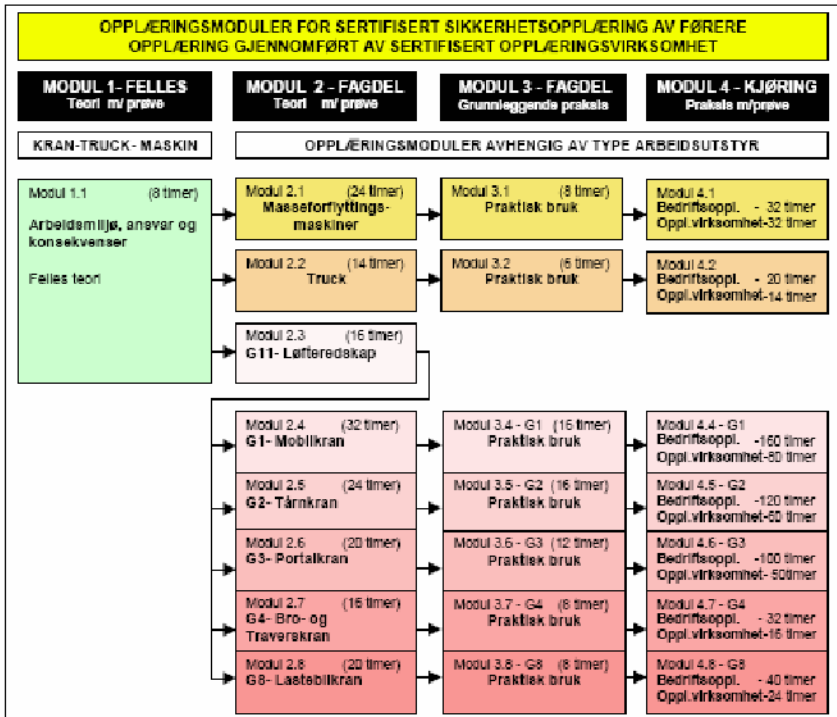 OPPLÆRINGSMODULER FOR SERTIFISERT SIKKERHETSOPPLÆRING AV FØRERE
OPPLÆRING GJENNOMFØRT AV SERTIFISERT OPPLÆRINGSVIRKSOMHET
MODUL 1- FELLES
Teori m/ prøve
MODUL 2 - FAGDEL
Teori m/ prøve
MODUL 3 - FAGDEL
Grunnleggende praksis
MODUL 4 - KJØRING
Praksis m/prøve
KRAN-TRUCK- MASKIN
OPPLÆRINGSMODULER AVHENGIG AV TYPE ARBEIDSUTSTYR
Modul 1.1 (8 timer)
Arbeidsmiljø, ansvar og
konsekvenser
Felles teori
Modul 2.1 (24 timer)
Masseforflyttings-
maskiner
Modul 3.1 (8 timer)
Praktisk bruk
Modul 4.1
Bedriftsoppl. - 32 timer
Oppl.virksomhet-32 timer
Modul 2.2 (14 timer)
Truck
Modul 3.2 (6 timer)
Praktisk bruk
Modul 4.2
Bedriftsoppl. - 20 timer
Oppl.virksomhet-14 timer
Modul 2.3 (16 timer)
G11- Løfteredskap
Modul 2.4 (32 timer)
G1- Mobilkran
Modul 3.4 - G1 (16 timer)
Praktisk bruk
Modul 4.4 - G1
Bedriftsoppl. -160 timer
Oppl.virksomhet-80 timer
Modul 2.5 (24 timer)
G2- Tårnkran
Modul 3.5 - G2 (16 timer)
Praktisk bruk
Modul 4.5 - G2
Bedriftsoppl. -120 timer
Oppl.virksomhet-60 timer
Modul 2.6 (20 timer)
G3- Portalkran
Modul 3.6 - G3 (12 timer)
Praktisk bruk
Modul 4.6 - G3
Bedriftsoppl. -100 timer
Oppl.virksomhet- 50timer
Modul 2.7 (16 timer)
G4- Bro- og
Traverskran
Modul 3.7 - G4 (8 timer)
Praktisk bruk
Modul 4.7 - G4
Bedriftsoppl. - 32 timer
Oppl.virksomhet-16 timer
Modul 2.8 (20 timer)
G8- Lastebilkran
Modul 3.8 - G8 (8 timer)
Praktisk bruk
Modul 4.8 - G8
Bedriftsoppl. - 40 timer
Oppl.virksomhet-24 timer